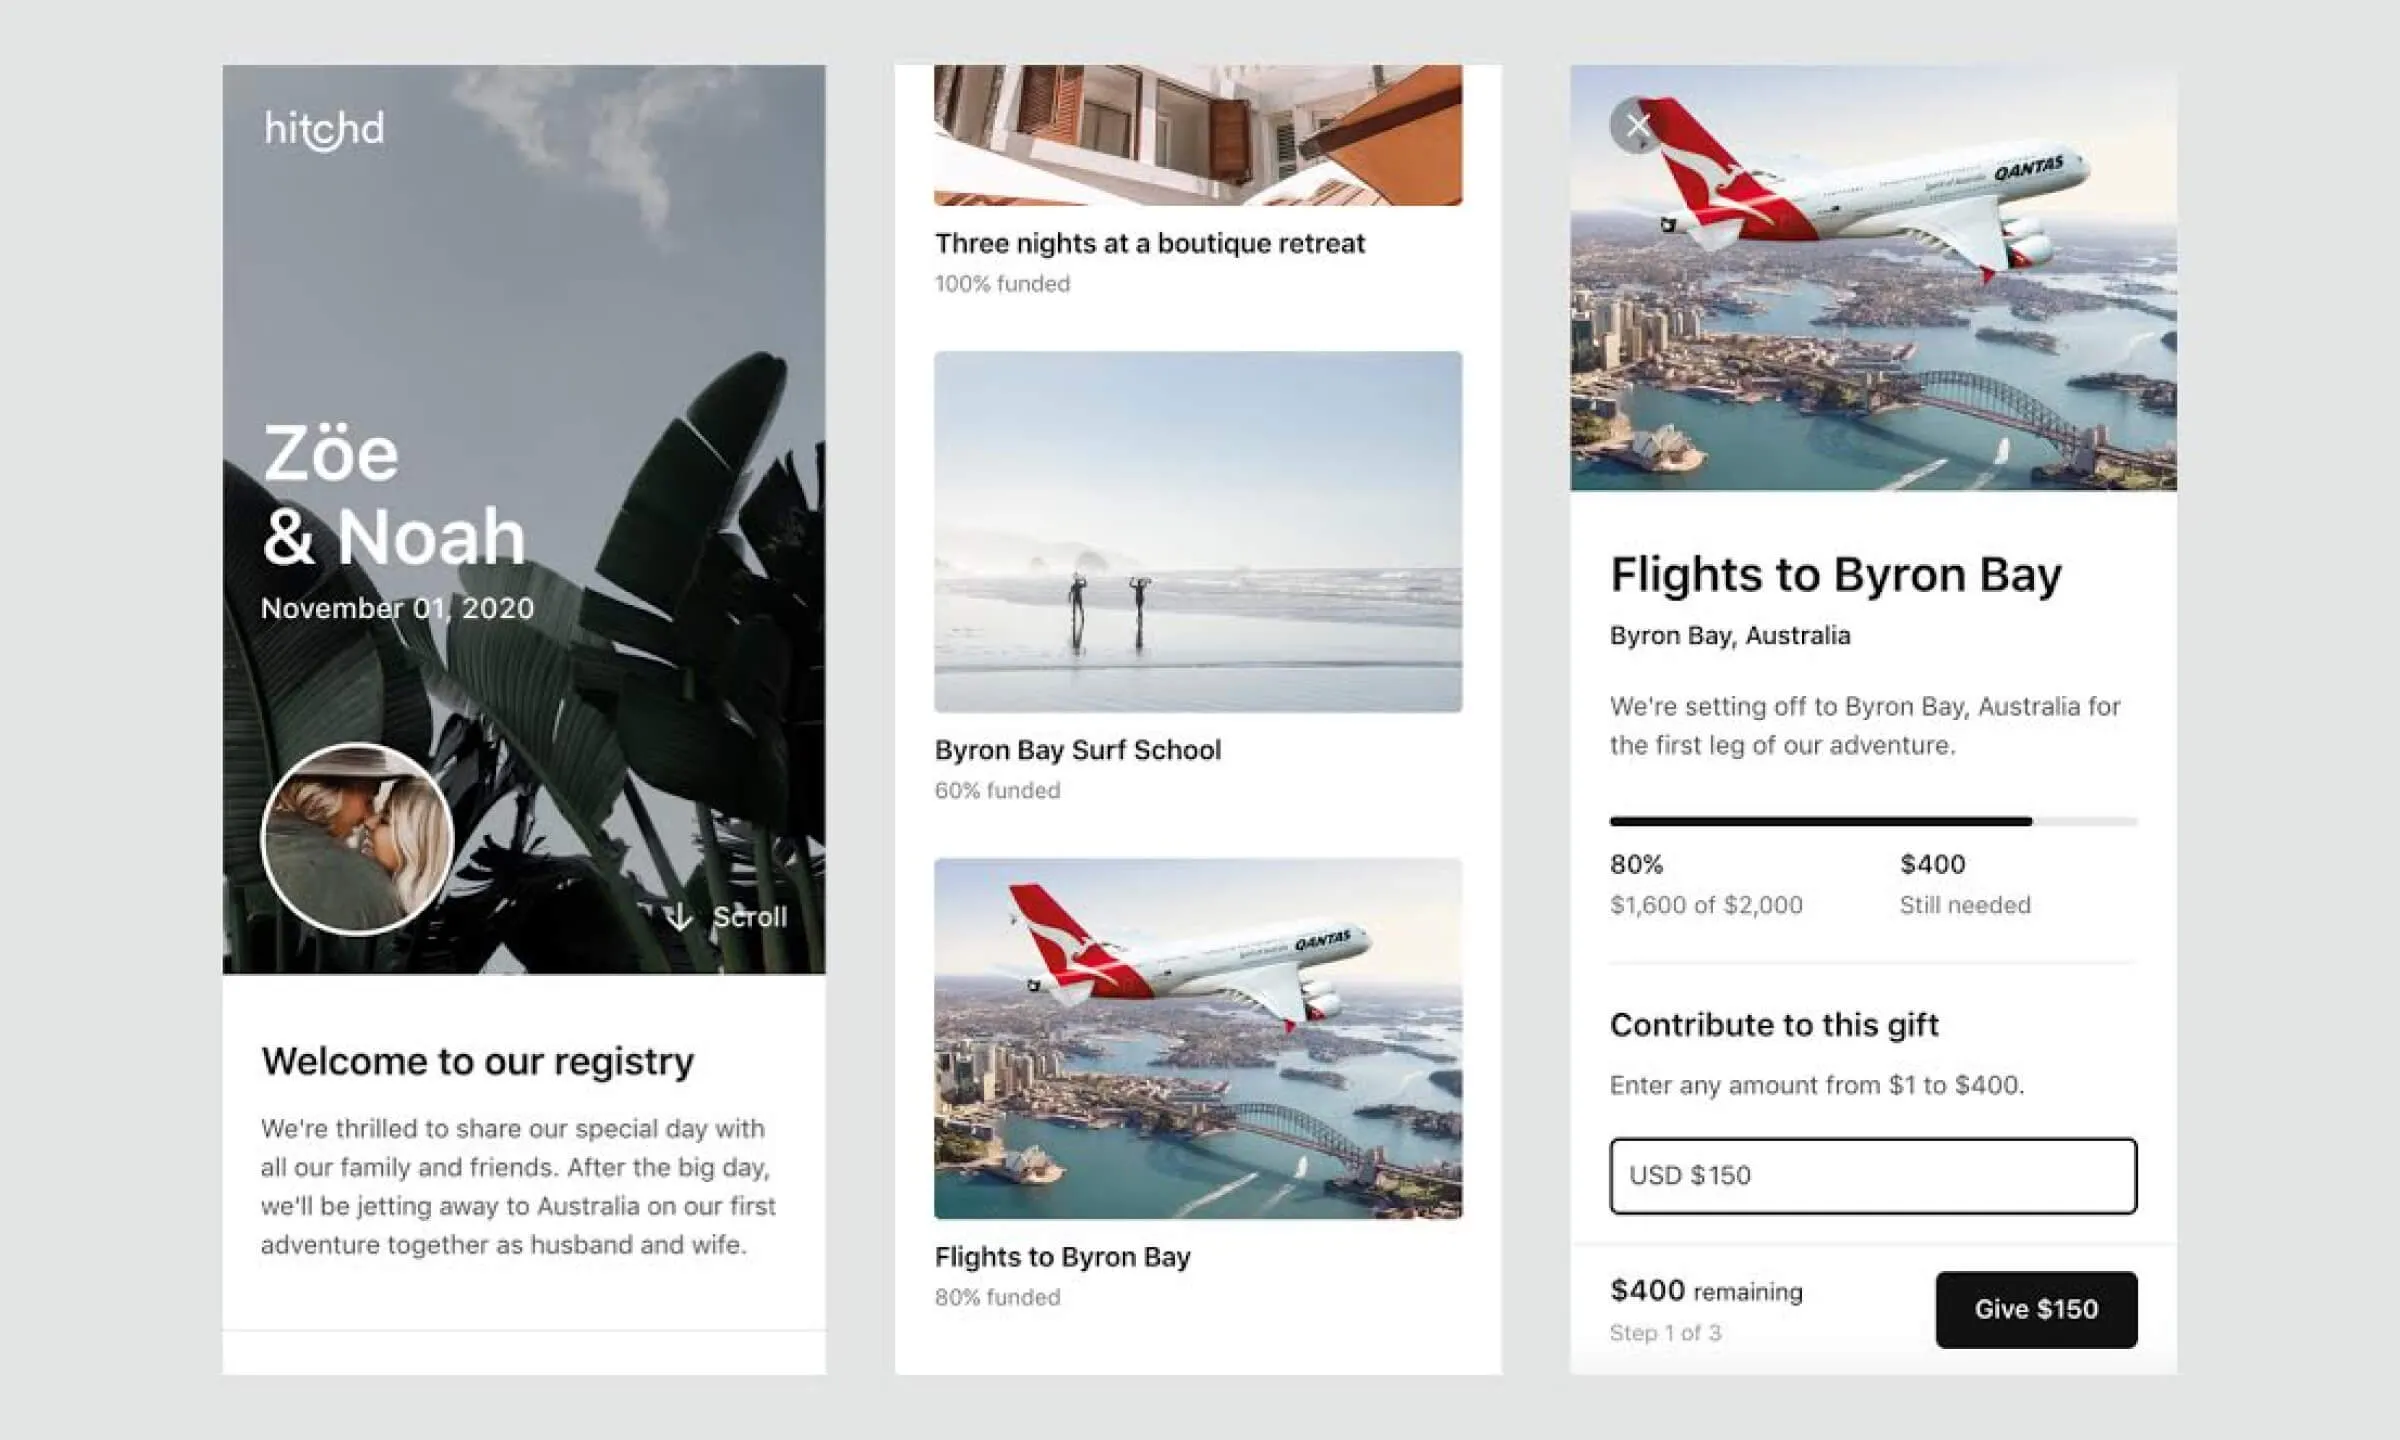 hitchd
Zöe
& Noah
November 01, 2020
Scroll
Welcome to our registry
We're thrilled to share our special day with
all our family and friends. After the big day,
we'll be jetting away to Australia on our first
adventure together as husband and wife.
Three nights at a boutique retreat
100% funded
Byron Bay Surf School
60% funded
QANTAS
Flights to Byron Bay
80% funded
Spirit of Australia
QANTAS
Flights to Byron Bay
Byron Bay, Australia
We're setting off to Byron Bay, Australia for
the first leg of our adventure.
80%
$400
$1,600 of $2,000
Still needed
Contribute to this gift
Enter any amount from $1 to $400.
USD $150
$400 remaining
Step 1 of 3
Give $150